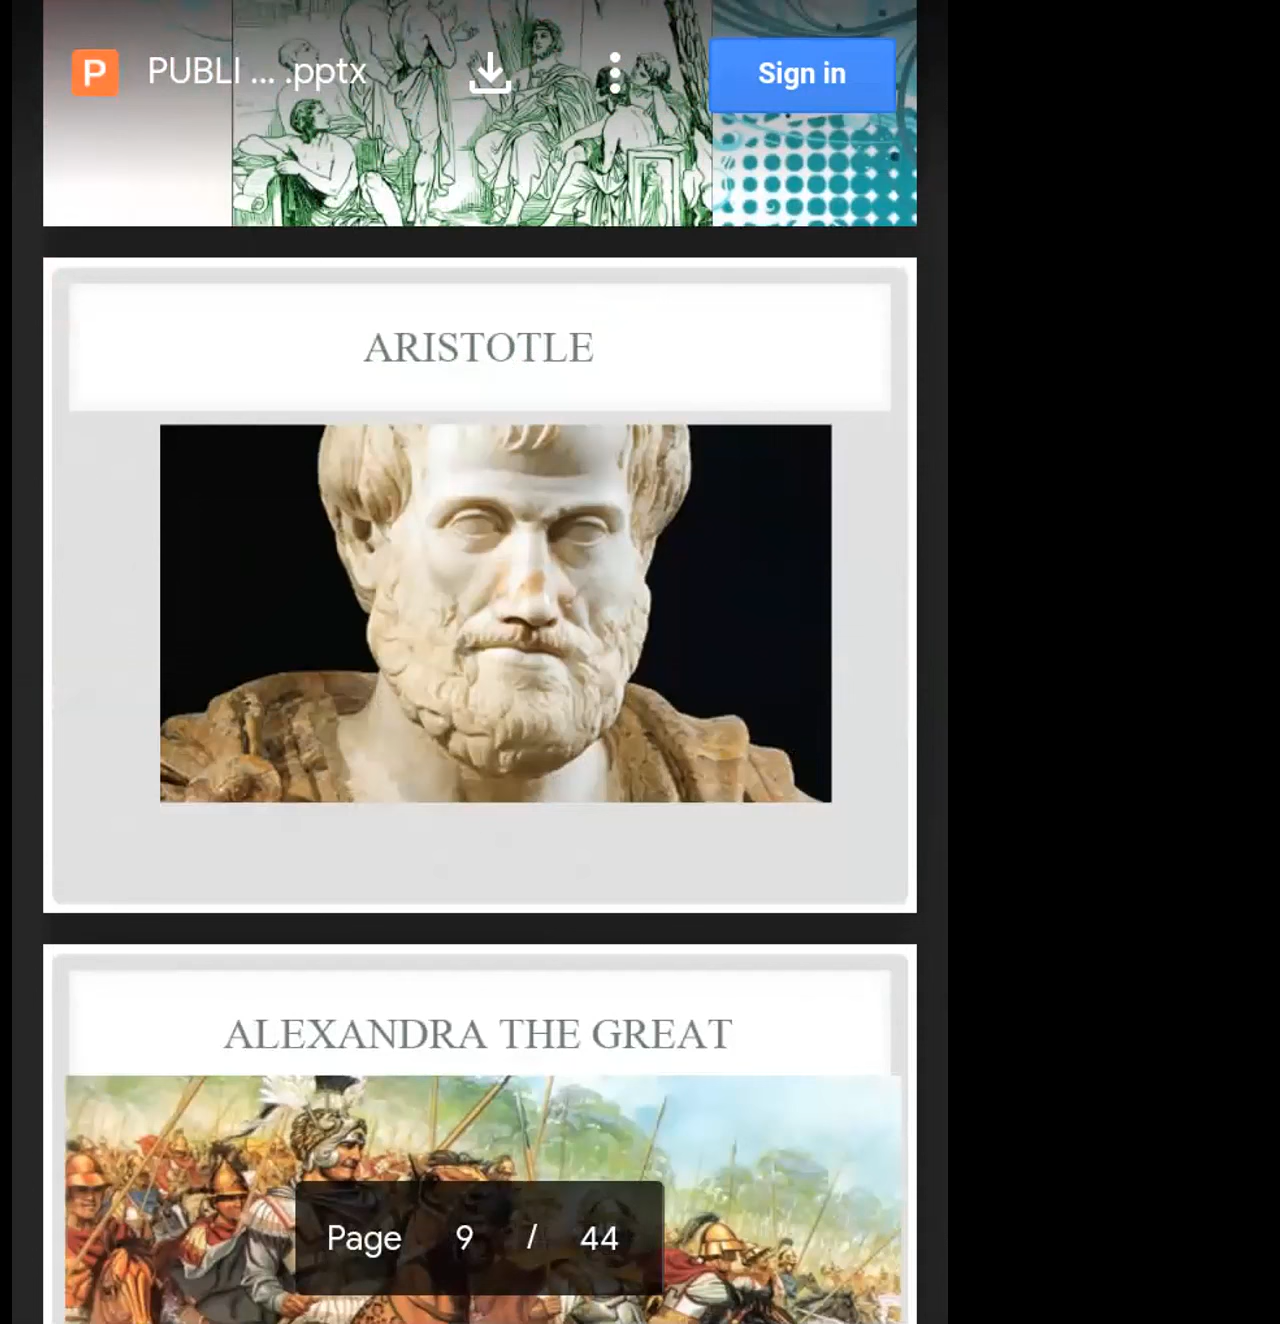 P PUBLI ... .pptx Sign in
ARISTOTLE
ALEXANDRA THE GREAT
Page 9 / 44